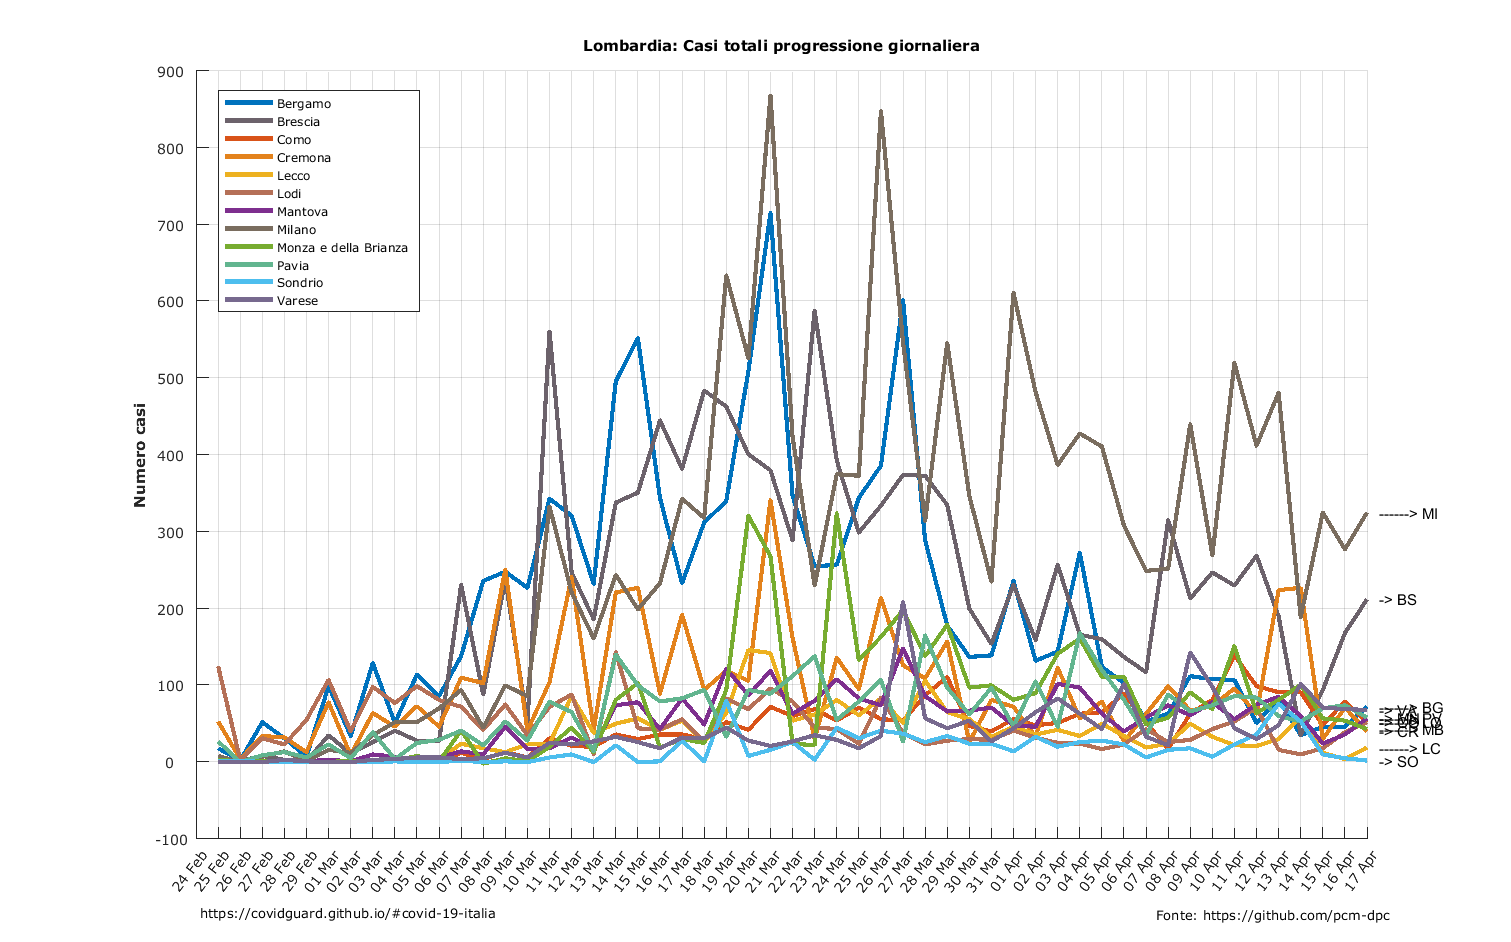 Lombardia: Casi totali progressione giornaliera
900
800
700
600
500
400
300
200
100
0
-100
Numero casi
Bergamo
Brescia
Como
Cremona
Lecco
Lodi
Mantova
Milano
Monza e della Brianza
Pavia
Sondrio
Varese
------> MI
-> BS
BG
MB
CR
------> LC
-> SO
24 Feb
25 Feb
26 Feb
27 Feb
28 Feb
29 Feb
01 Mar
02 Mar
03 Mar
04 Mar
05 Mar
06 Mar
07 Mar
08 Mar
09 Mar
10 Mar
11 Mar
12 Mar
13 Mar
14 Mar
15 Mar
16 Mar
17 Mar
18 Mar
19 Mar
20 Mar
21 Mar
22 Mar
23 Mar
24 Mar
25 Mar
26 Mar
27 Mar
28 Mar
29 Mar
30 Mar
31 Mar
01 Apr
02 Apr
03 Apr
04 Apr
05 Apr
06 Apr
07 Apr
08 Apr
09 Apr
10 Apr
11 Apr
12 Apr
13 Apr
14 Apr
15 Apr
16 Apr
17 Apr
https://covidguard.github.io/#covid-19-italia
Fonte: https://github.com/pcm-dpc